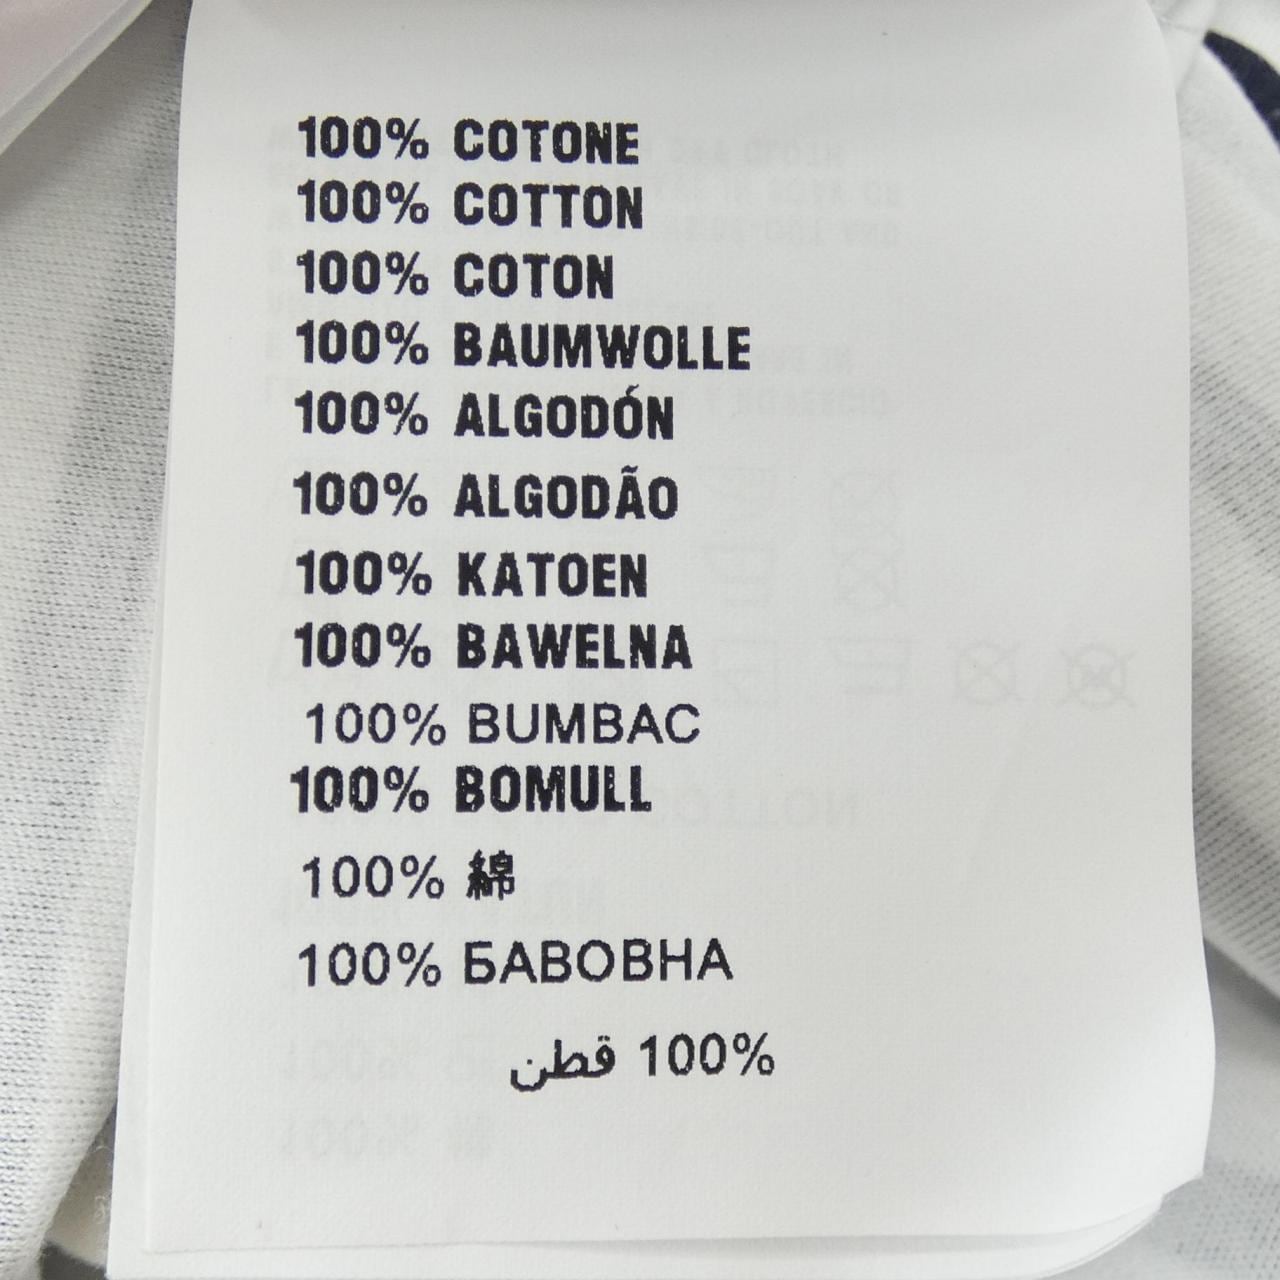 100% COTONE
100% COTTON
100% COTON
100% BAUMWOLLE
100% ALGODÓN
100% ALGODÃO
100% KATOEN
100% BAWELNA
100% BUMBAC
100% BOMULL
100% 綿
100% БАВОВНА
100% قطن